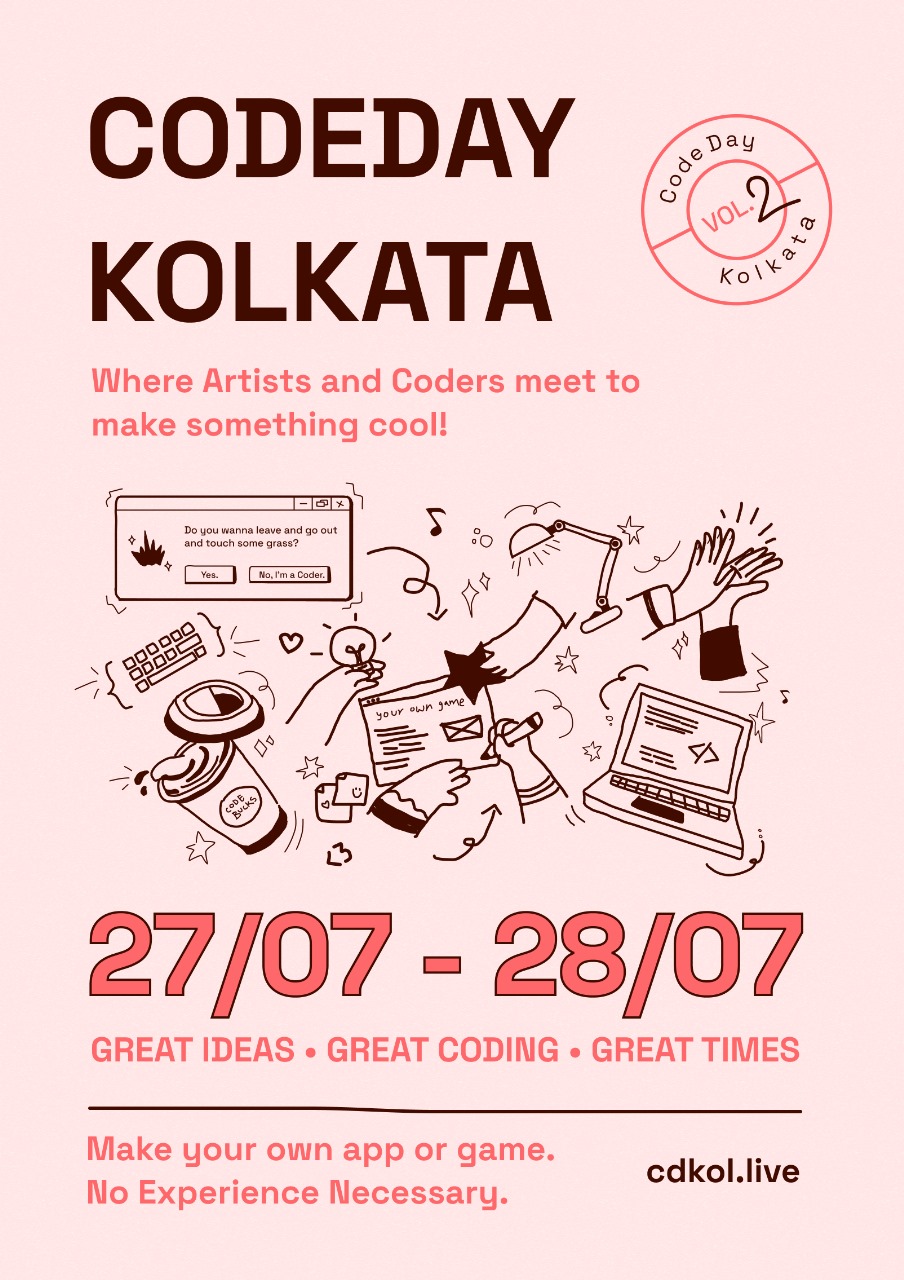 CODEDAY
KOLKATA
Code Day
VOL. 2
Kolkata
Where Artists and Coders meet to
make something cool!
Do you wanna leave and go out
and touch some grass?
Yes.
No, I'm a Coder.
your own game
</>
CODE
BUCKS
<3
27/07 - 28/07
GREAT IDEAS • GREAT CODING • GREAT TIMES
Make your own app or game.
No Experience Necessary.
cdkol.live